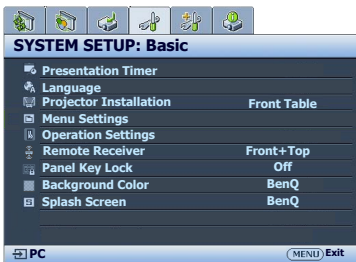 SYSTEM SETUP: Basic
Presentation Timer
Language
Projector Installation Front Table
Menu Settings
Operation Settings
Remote Receiver Front+Top
Panel Key Lock Off
Background Color BenQ
Splash Screen BenQ
PC MENU Exit